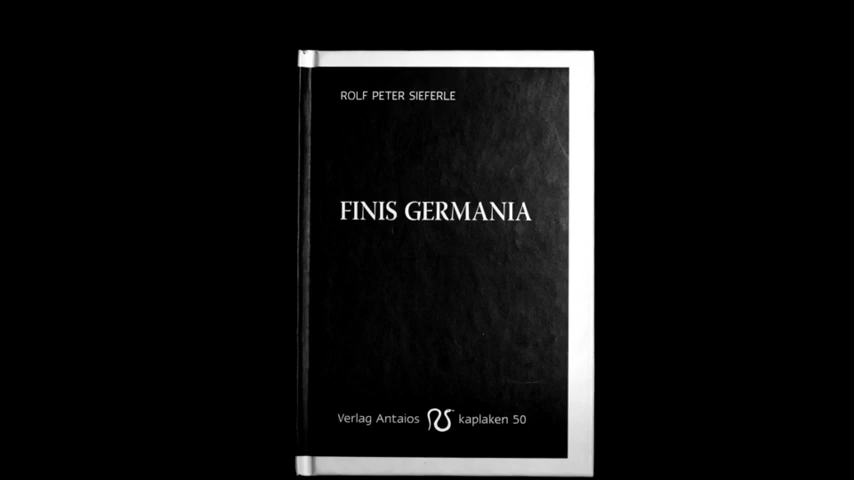 ROLF PETER SIEFERLE
FINIS GERMANIA
Verlag Antaios kaplaken 50